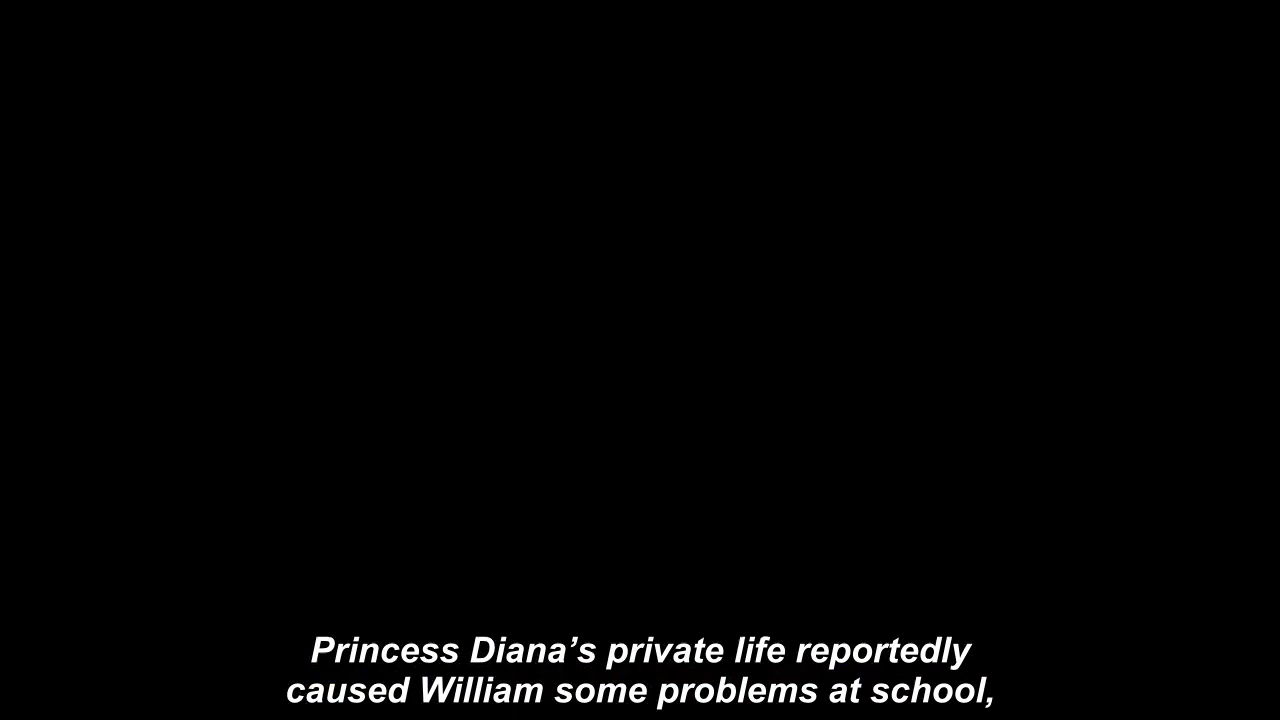 Princess Diana’s private life reportedly
caused William some problems at school,